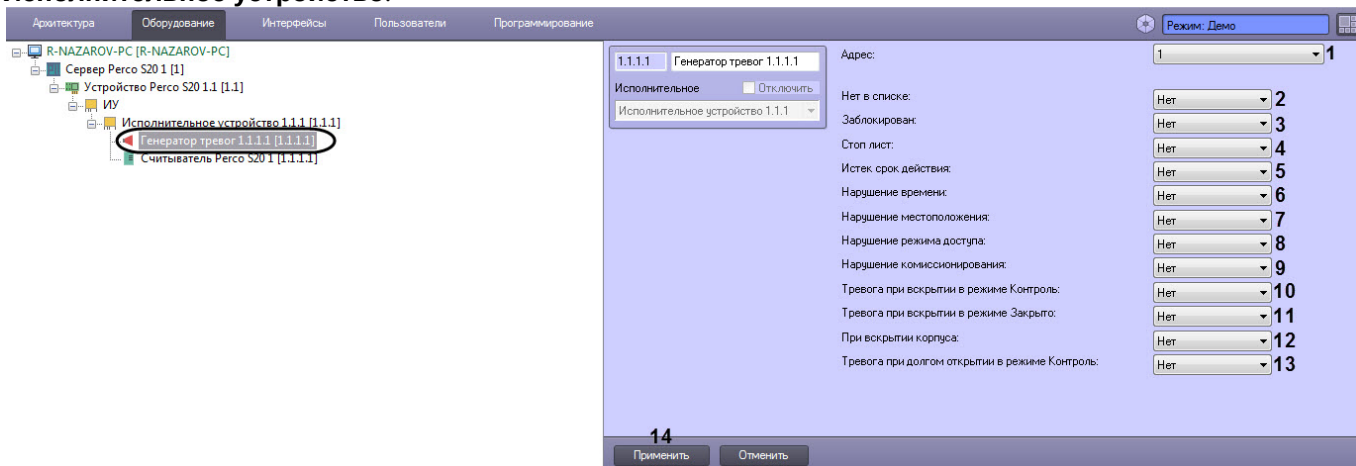 Исполнительное устройство.
Архитектура Оборудование Интерфейсы Пользователи Программирование Режим: Демо
R-NAZAROV-PC [R-NAZAROV-PC]
Сервер Perco S20 1 [1]
Устройство Perco S20 1.1 [1.1]
ИУ
Исполнительное устройство 1.1.1 [1.1.1]
Генератор тревог 1.1.1.1 [1.1.1.1]
Считыватель Perco S20 1 [1.1.1.1]
1.1.1.1 Генератор тревог 1.1.1.1
Исполнительное Отключить
Исполнительное устройство 1.1.1
Адрес: 1 1
Нет в списке: Нет 2
Заблокирован: Нет 3
Стоп лист: Нет 4
Истек срок действия: Нет 5
Нарушение времени: Нет 6
Нарушение местоположения: Нет 7
Нарушение режима доступа: Нет 8
Нарушение комиссионирования: Нет 9
Тревога при вскрытии в режиме Контроль: Нет 10
Тревога при вскрытии в режиме Закрыто: Нет 11
При вскрытии корпуса: Нет 12
Тревога при долгом открытии в режиме Контроль: Нет 13
14
Применить Отменить